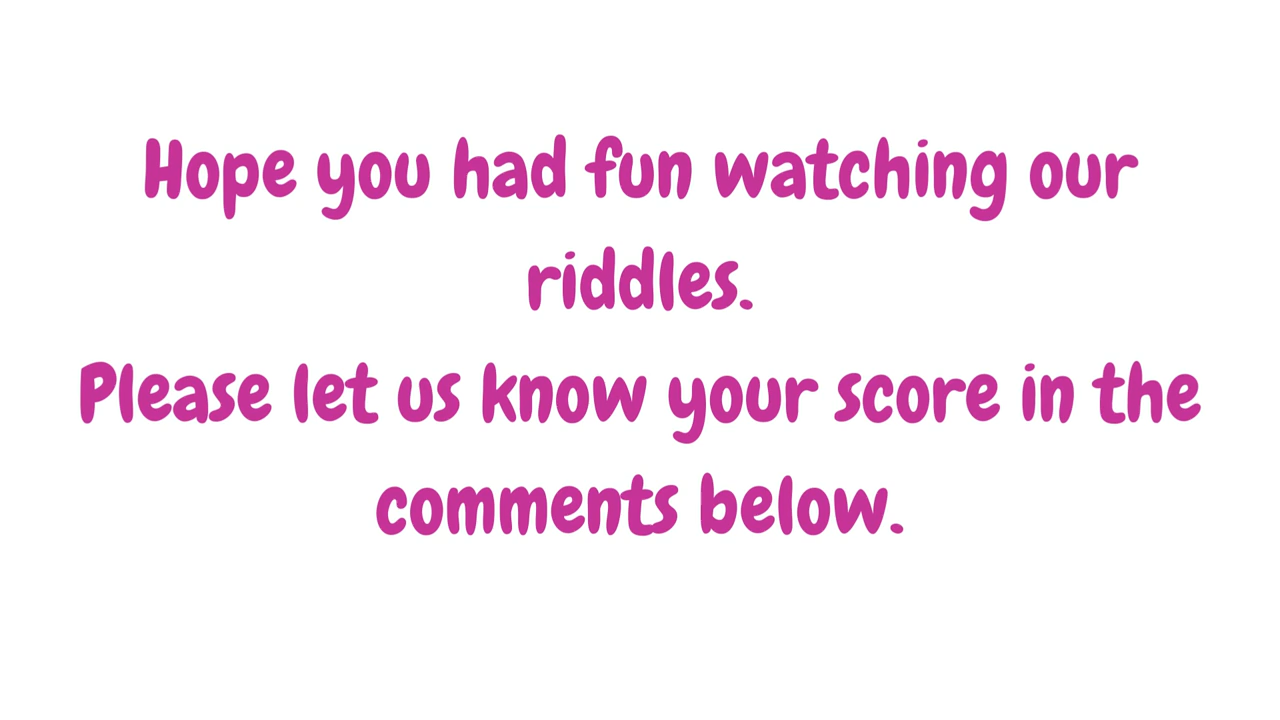 Hope you had fun watching our
riddles.
Please let us know your score in the
comments below.